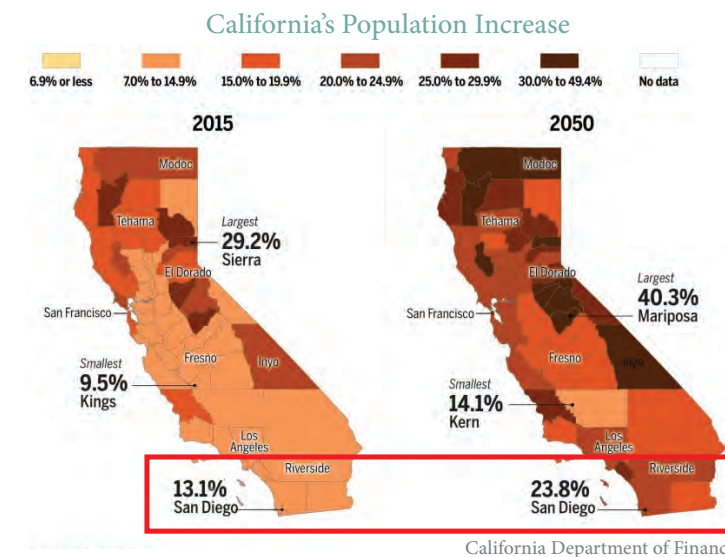 California's Population Increase
6.9% or less 7.0% to 14.9% 15.0% to 19.9% 20.0% to 24.9% 25.0% to 29.9% 30.0% to 49.4% No data
2015
Modoc
Tehama
Largest
29.2%
Sierra
El Dorado
San Francisco
Fresno
Inyo
Smallest
9.5%
Kings
Los
Angeles
Riverside
13.1%
San Diego
2050
Modoc
Tehama
El Dorado
Largest
40.3%
Mariposa
San Francisco
Fresno
Inyo
Smallest
14.1%
Kern
Los
Angeles
Riverside
23.8%
San Diego
California Department of Financ